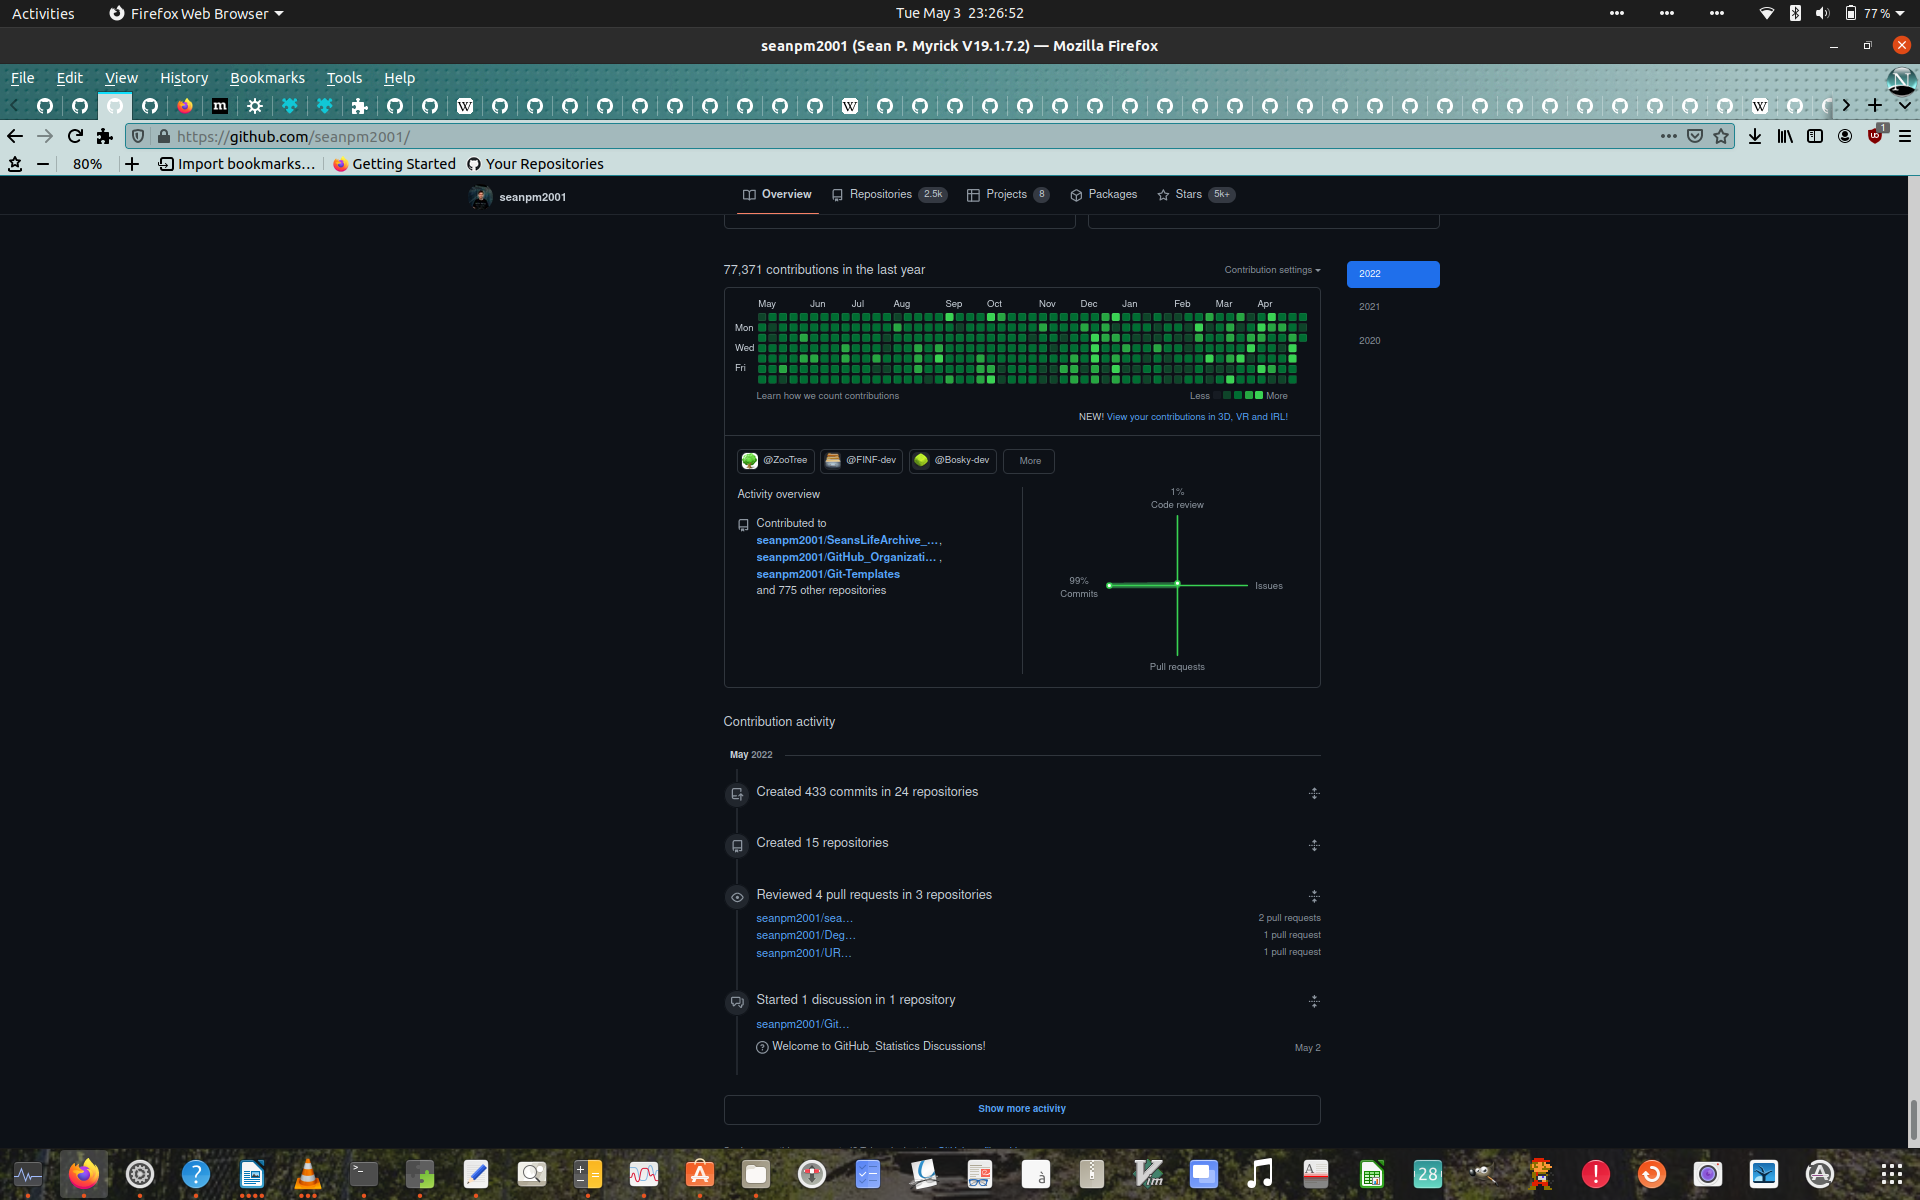 Activities
Firefox Web Browser
Tue May 3 23:26:52
77 %
seanpm2001 (Sean P. Myrick V19.1.7.2) — Mozilla Firefox
File Edit View History Bookmarks Tools Help
https://github.com/seanpm2001/
1
80%
Import bookmarks…
Getting Started
Your Repositories
seanpm2001
Overview
Repositories 2.5k
Projects 8
Packages
Stars 5k+
77,371 contributions in the last year
Contribution settings
2022
2021
2020
May Jun Jul Aug Sep Oct Nov Dec Jan Feb Mar Apr
Mon
Wed
Fri
Learn how we count contributions
Less More
NEW! View your contributions in 3D, VR and IRL!
@ZooTree
@FINF-dev
@Bosky-dev
More
Activity overview
Contributed to
seanpm2001/SeansLifeArchive_…,
seanpm2001/GitHub_Organizati… ,
seanpm2001/Git-Templates
and 775 other repositories
1%
Code review
99%
Commits
Issues
Pull requests
Contribution activity
May 2022
Created 433 commits in 24 repositories
Created 15 repositories
Reviewed 4 pull requests in 3 repositories
seanpm2001/sea… 2 pull requests
seanpm2001/Deg… 1 pull request
seanpm2001/UR… 1 pull request
Started 1 discussion in 1 repository
seanpm2001/Git…
Welcome to GitHub_Statistics Discussions! May 2
Show more activity
28